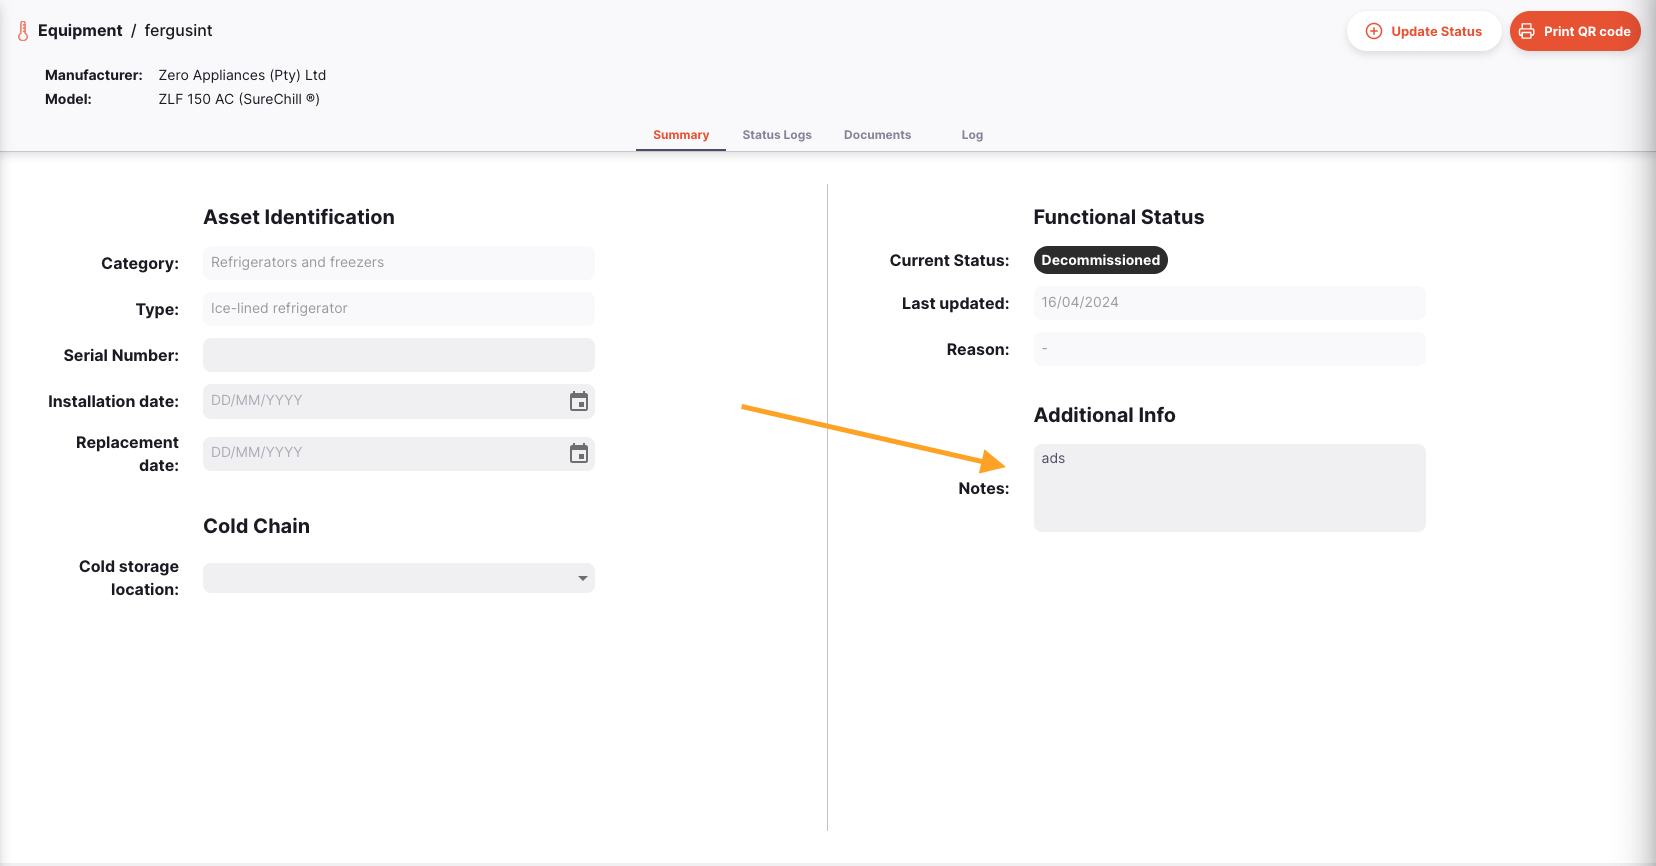 Equipment / fergusint
Update Status
Print QR code
Manufacturer: Zero Appliances (Pty) Ltd
Model: ZLF 150 AC (SureChill ®)
Summary Status Logs Documents Log
Asset Identification
Category: Refrigerators and freezers
Type: Ice-lined refrigerator
Serial Number:
Installation date: DD/MM/YYYY
Replacement
date: DD/MM/YYYY
Cold Chain
Cold storage
location:
Functional Status
Current Status: Decommissioned
Last updated: 16/04/2024
Reason: -
Additional Info
Notes: ads